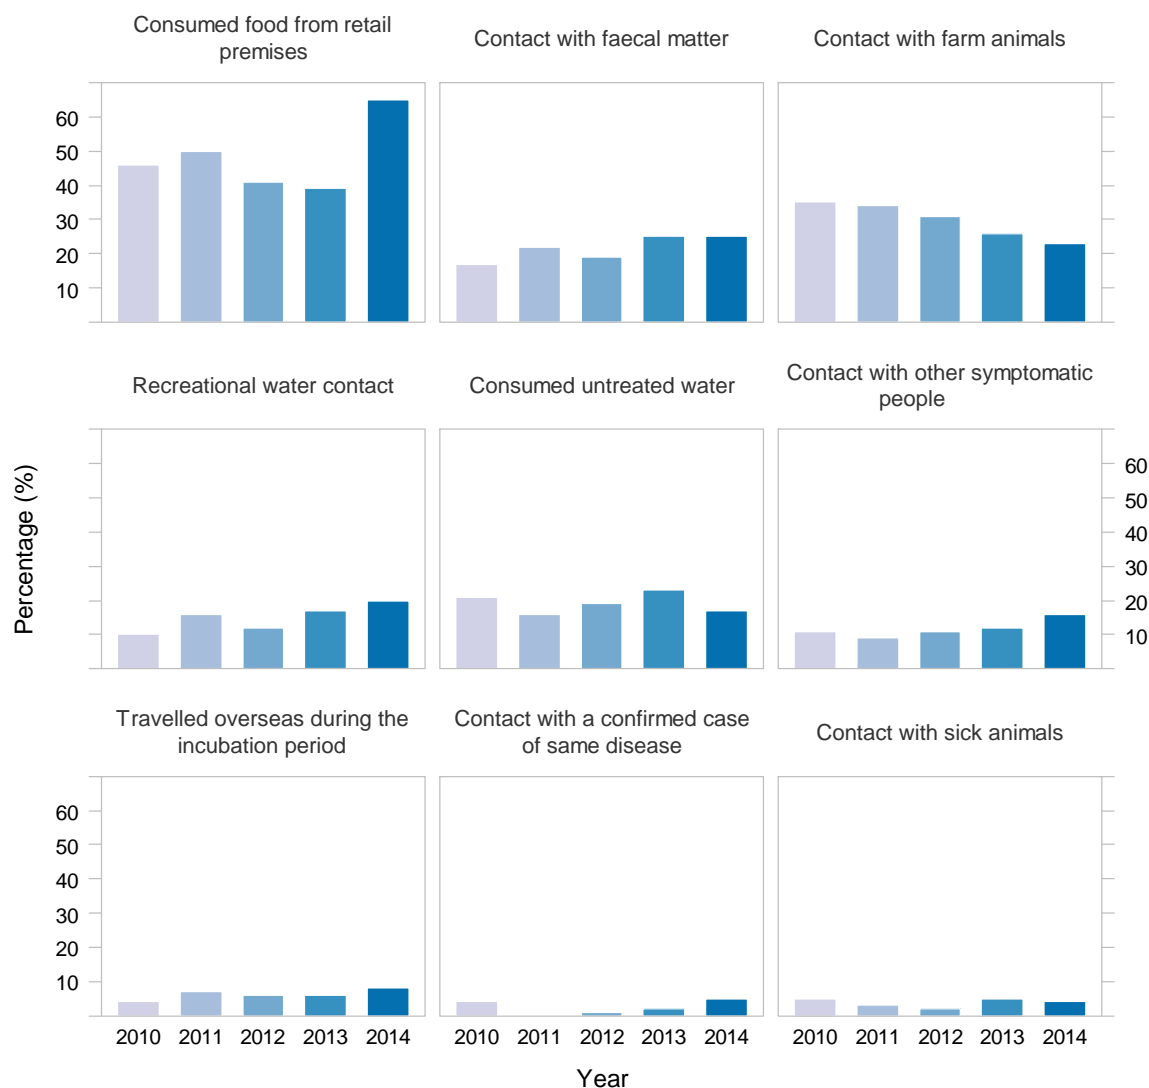 Consumed food from retail
premises
Contact with faecal matter
Contact with farm animals
60
50
40
30
20
10
Recreational water contact
Consumed untreated water
Contact with other symptomatic
people
Percentage (%)
60
50
40
30
20
10
Travelled overseas during the
incubation period
Contact with a confirmed case
of same disease
Contact with sick animals
60
50
40
30
20
10
2010 2011 2012 2013 2014
2010 2011 2012 2013 2014
2010 2011 2012 2013 2014
Year